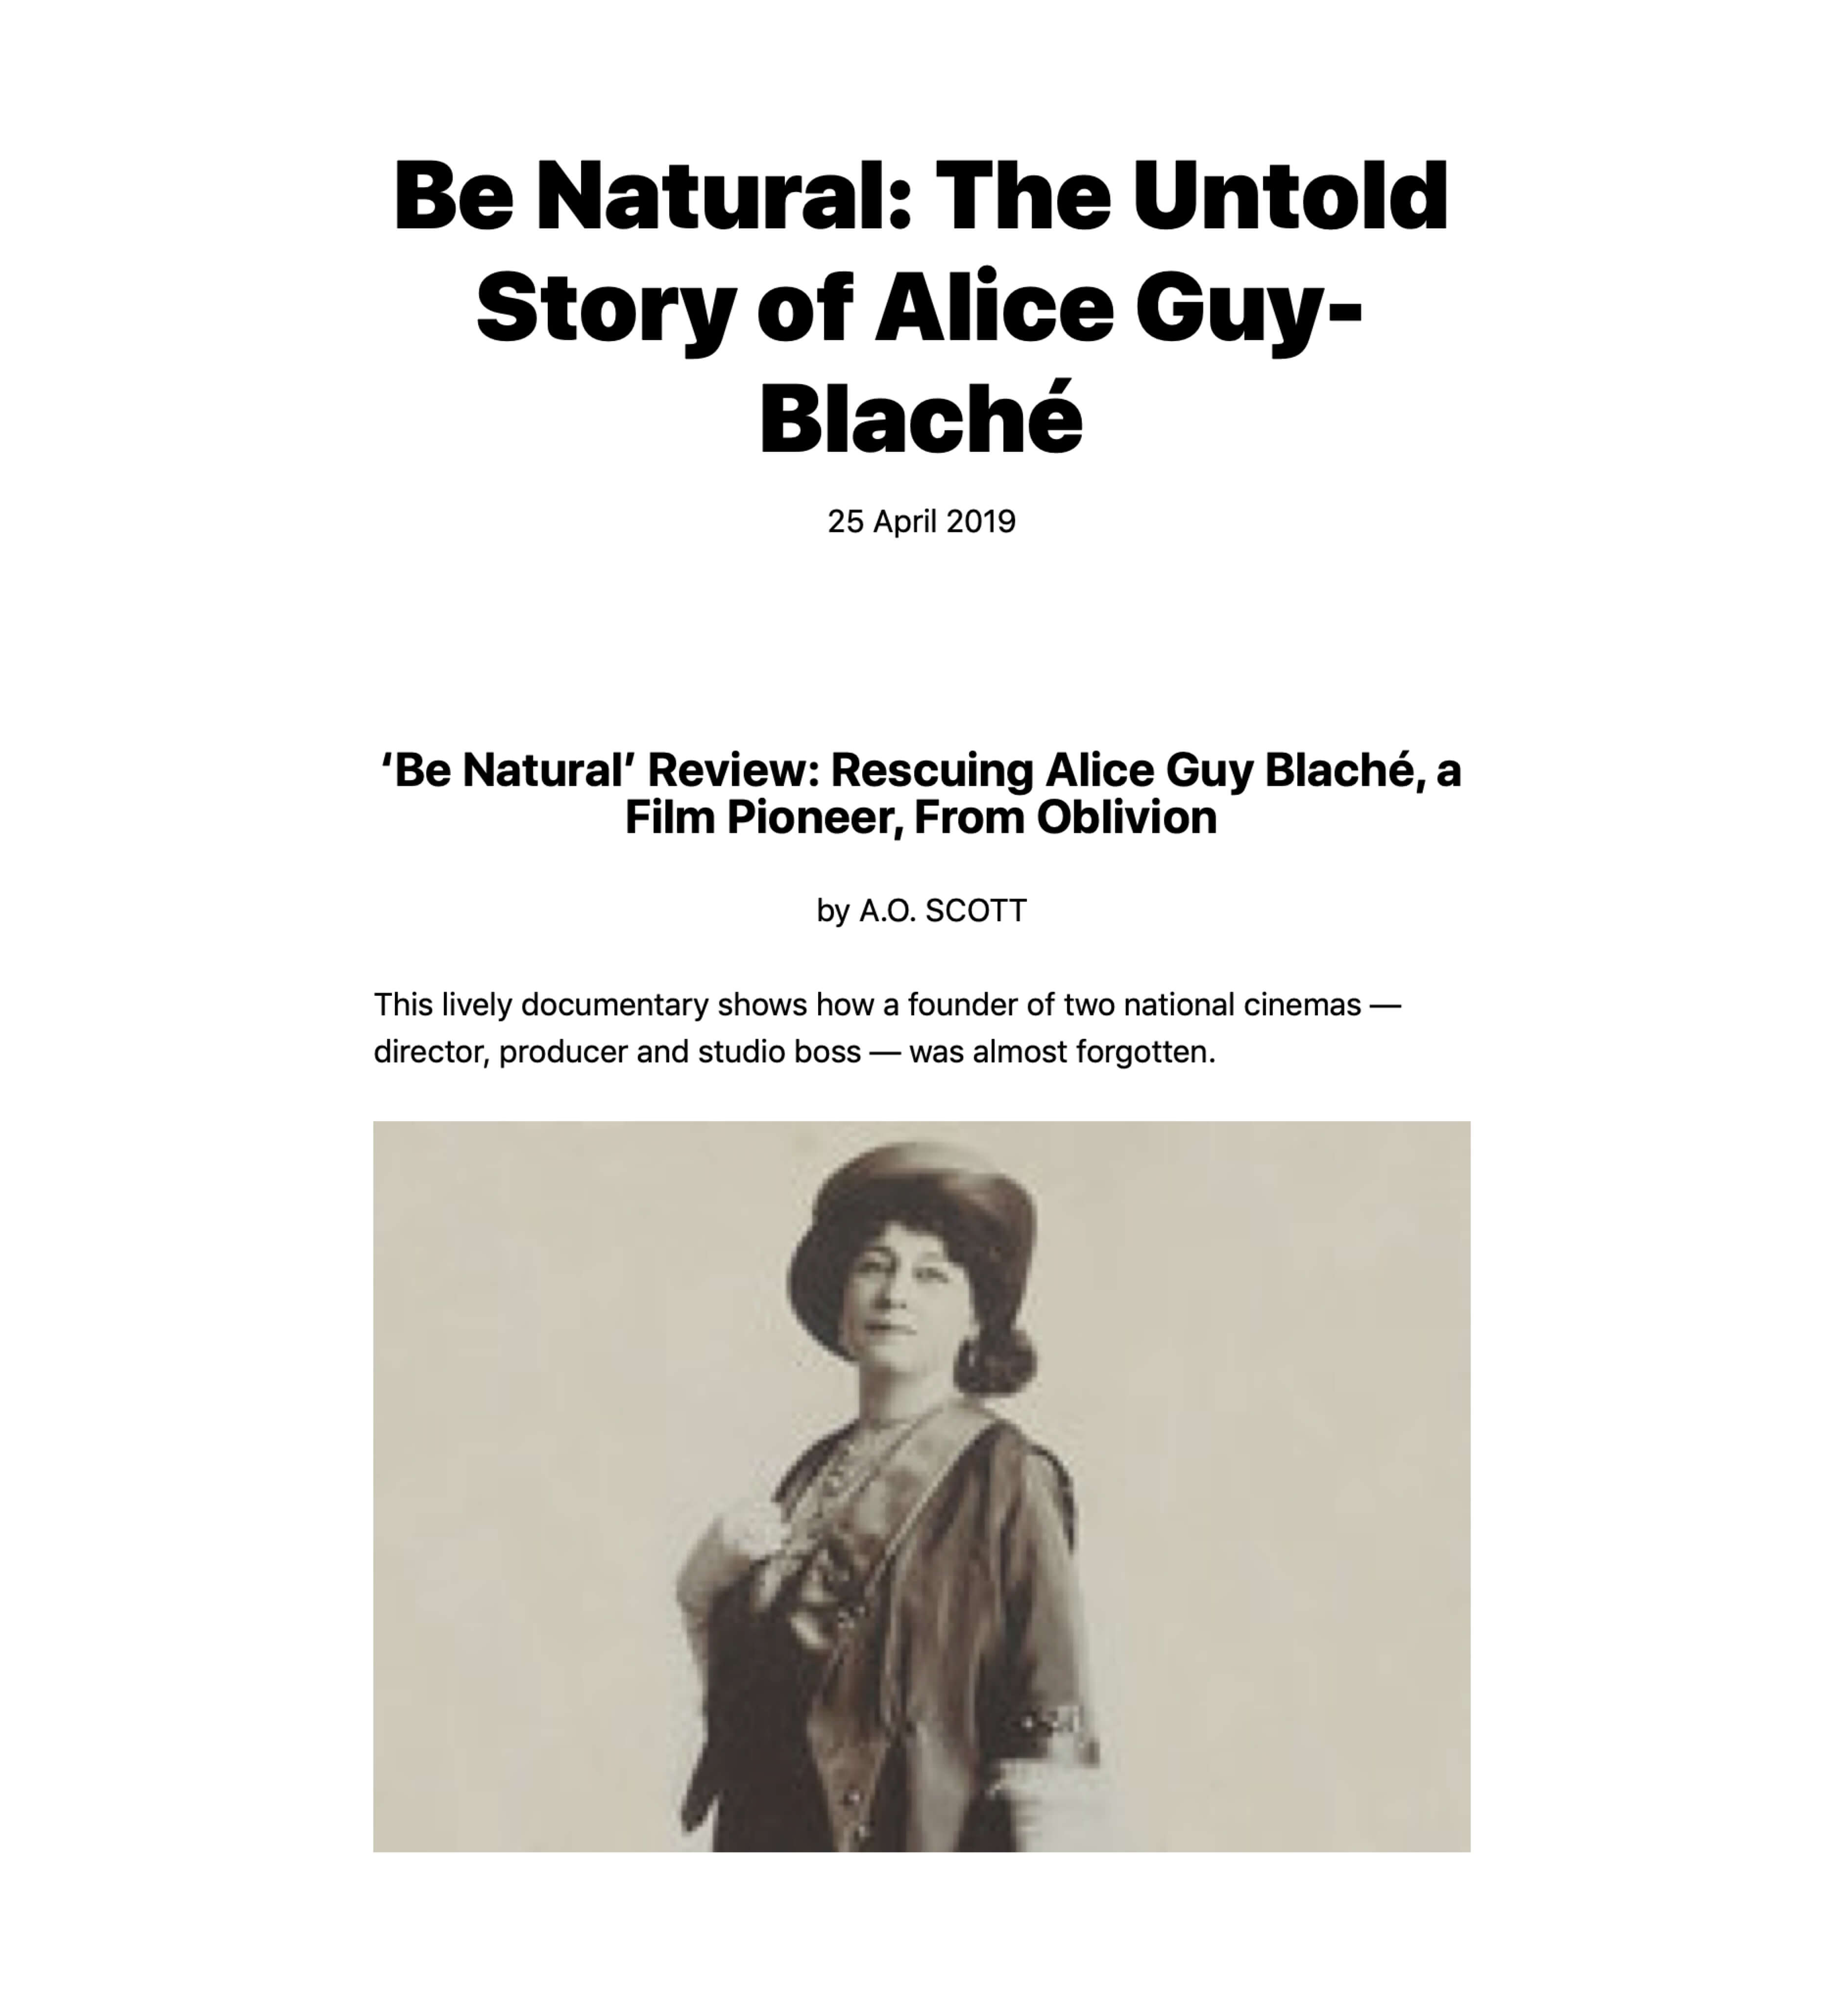 Be Natural: The Untold
Story of Alice Guy-
Blaché
25 April 2019
‘Be Natural’ Review: Rescuing Alice Guy Blaché, a
Film Pioneer, From Oblivion
by A.O. SCOTT
This lively documentary shows how a founder of two national cinemas —
director, producer and studio boss — was almost forgotten.